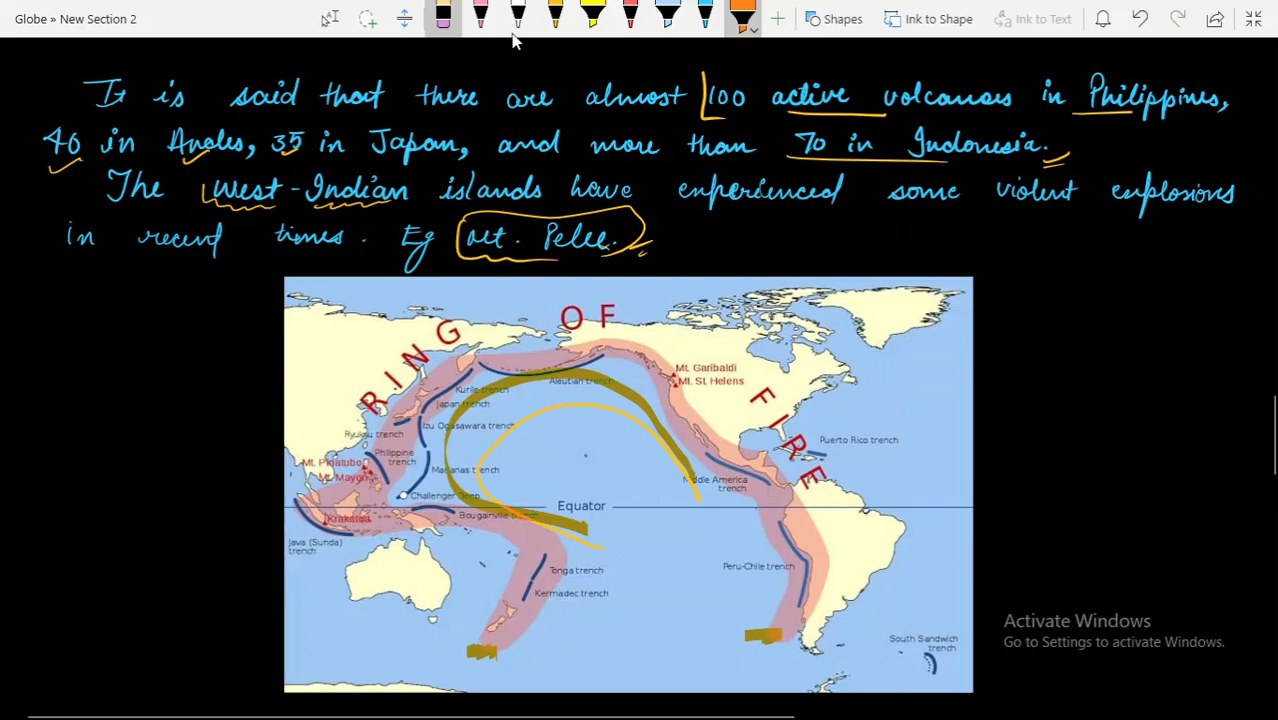 Globe » New Section 2
Shapes
Ink to Shape
Ink to Text
It is said that there are almost 100 active volcanoes in Philippines,
40 in Andes, 35 in Japan, and more than 70 in Indonesia.
The West-Indian islands have experienced some violent explosions
in recent times. Eg Mt. Pelee.
RING OF FIRE
Mt. Garibaldi
Mt. St. Helens
Aleutian trench
Kurile trench
Japan trench
Izu Ogasawara trench
Ryukyu trench
Puerto Rico trench
Philippine
trench
Mt. Pinatubo
Mt. Mayon
Marianas trench
Middle America
trench
Challenger Deep
Equator
Bougainville trench
Krakatoa
Java (Sunda)
trench
Peru-Chile trench
Tonga trench
Kermadec trench
South Sandwich
trench
Activate Windows
Go to Settings to activate Windows.